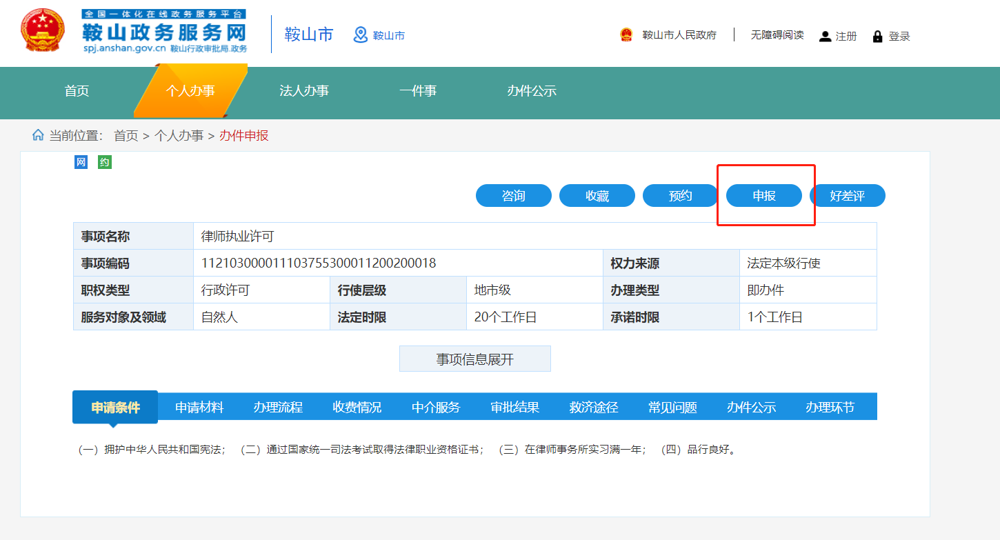 全国一体化在线政务服务平台
鞍山政务服务网
spj.anshan.gov.cn 鞍山行政审批局.政务
鞍山市
鞍山市
鞍山市人民政府
无障碍阅读
注册
登录
首页
个人办事
法人办事
一件事
办件公示
当前位置： 首页 > 个人办事 > 办件申报
网 约
咨询 收藏 预约 申报 好差评
事项名称 律师执业许可
事项编码 11210300001110375530001120020​0018 权力来源 法定本级行使
职权类型 行政许可 行使层级 地市级 办理类型 即办件
服务对象及领域 自然人 法定时限 20个工作日 承诺时限 1个工作日
事项信息展开
申请条件 申请材料 办理流程 收费情况 中介服务 审批结果 救济途径 常见问题 办件公示 办理环节
（一）拥护中华人民共和国宪法； （二）通过国家统一司法考试取得法律职业资格证书； （三）在律师事务所实习满一年； （四）品行良好。